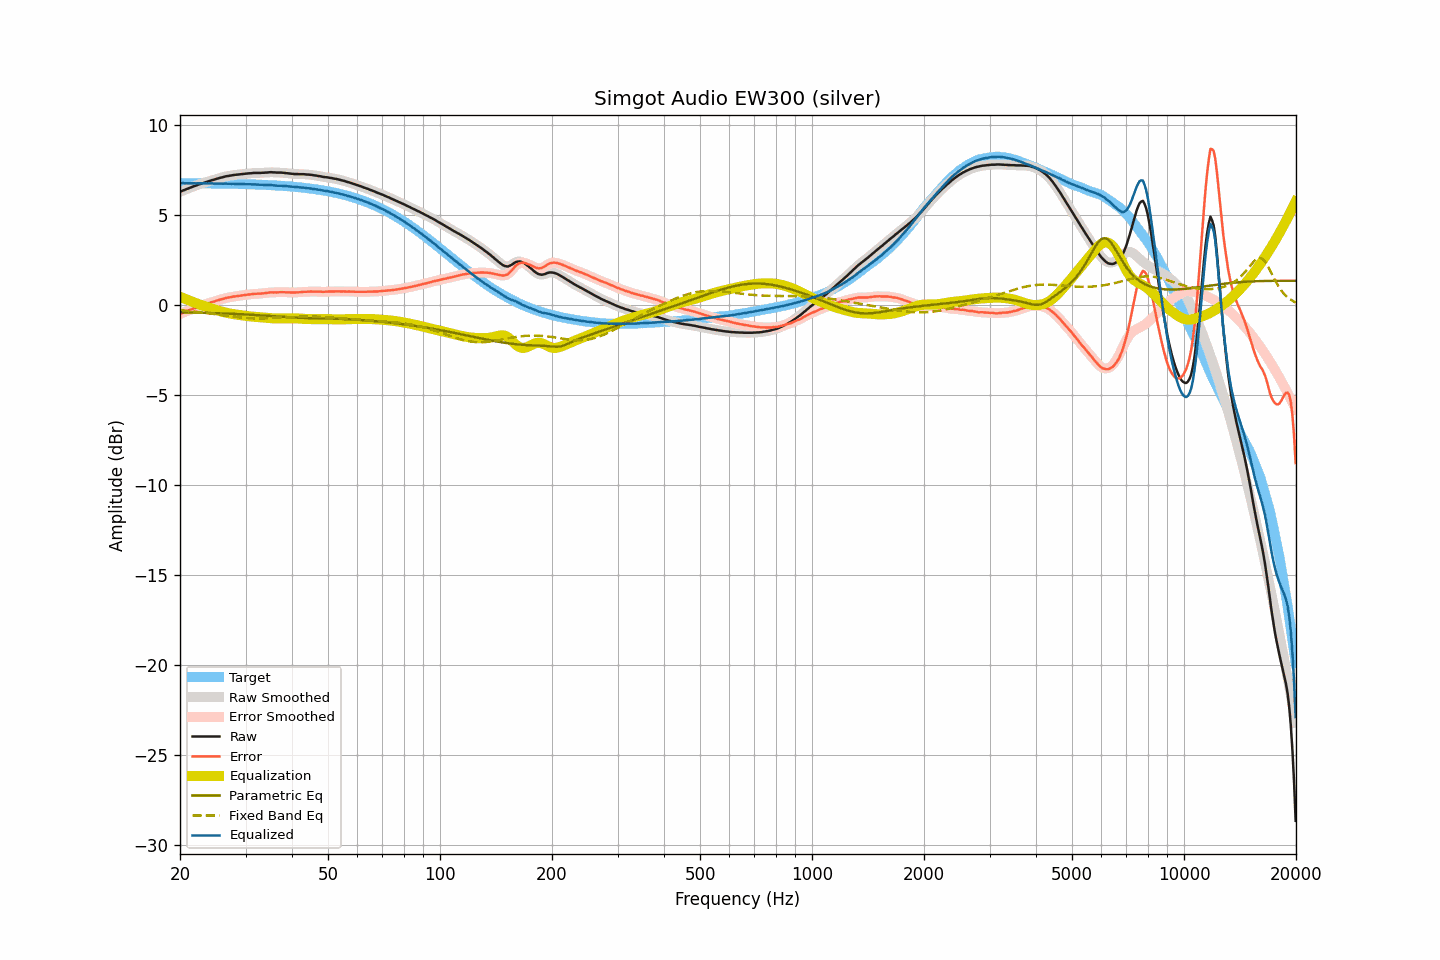 Simgot Audio EW300 (silver)
10
5
0
−5
−10
−15
−20
−25
−30
Amplitude (dBr)
Target
Raw Smoothed
Error Smoothed
Raw
Error
Equalization
Parametric Eq
Fixed Band Eq
Equalized
20 50 100 200 500 1000 2000 5000 10000 20000
Frequency (Hz)